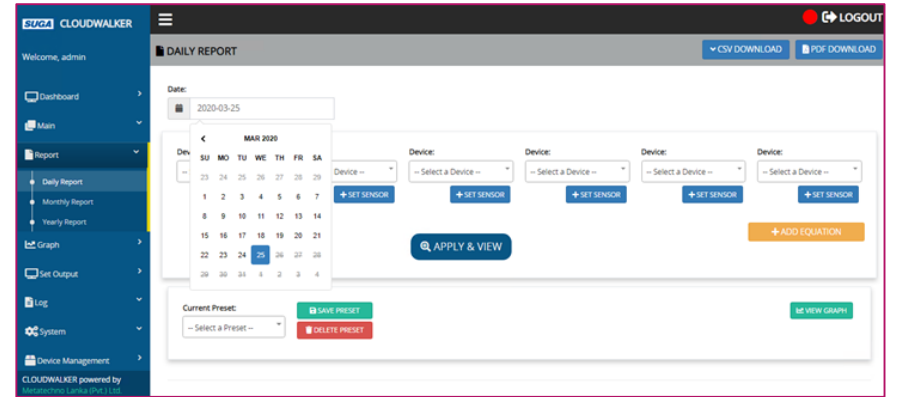 SUGA CLOUDWALKER
LOGOUT
Welcome, admin
DAILY REPORT
CSV DOWNLOAD
PDF DOWNLOAD
Dashboard
Main
Report
Daily Report
Monthly Report
Yearly Report
Graph
Set Output
Log
System
Device Management
CLOUDWALKER powered by
Metatechno Lanka (Pvt.) Ltd.
Date:
2020-03-25
MAR 2020
SU MO TU WE TH FR SA
23 24 25 26 27 28 29
1 2 3 4 5 6 7
8 9 10 11 12 13 14
15 16 17 18 19 20 21
22 23 24 25 26 27 28
29 30 31 1 2 3 4
Dev
--
Device --
+ SET SENSOR
Device:
-- Select a Device --
+ SET SENSOR
Device:
-- Select a Device --
+ SET SENSOR
Device:
-- Select a Device --
+ SET SENSOR
Device:
-- Select a Device --
+ SET SENSOR
+ ADD EQUATION
APPLY & VIEW
Current Preset:
-- Select a Preset --
SAVE PRESET
DELETE PRESET
VIEW GRAPH